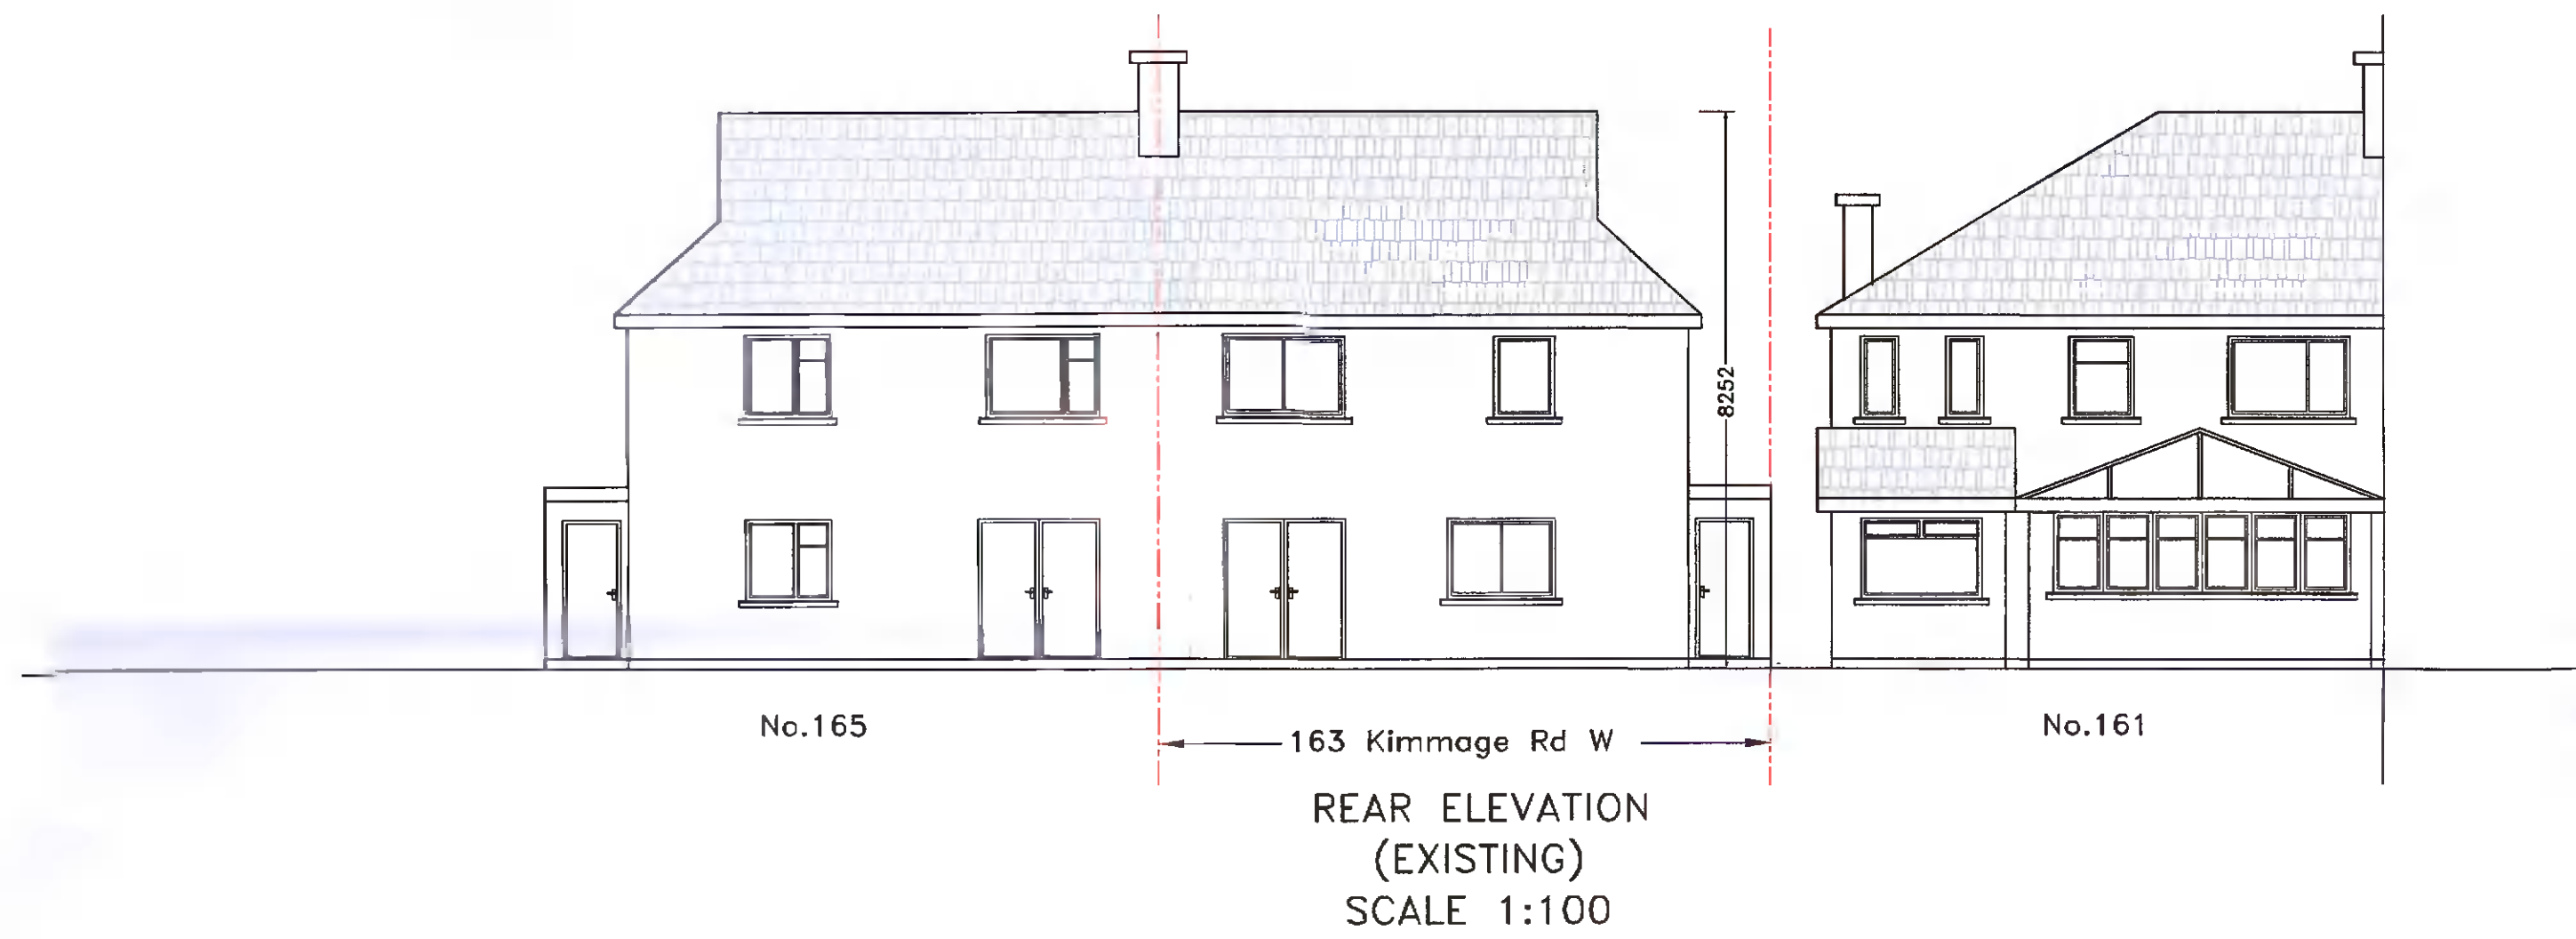 8252
No.165
163 Kimmage Rd W
No.161
REAR ELEVATION
(EXISTING)
SCALE 1:100